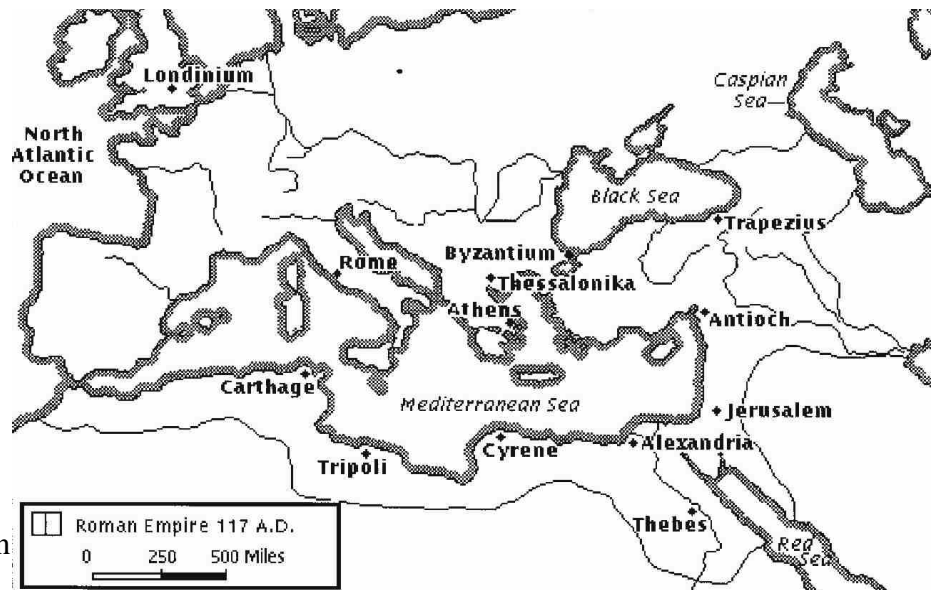 Londinium
Caspian
Sea
North
Atlantic
Ocean
Black Sea
Trapezius
Byzantium
Rome
Thessalonika
Athens
Antioch
Carthage
Mediterranean Sea
Jerusalem
Cyrene
Alexandria
Tripoli
Thebes
Red
Sea
Roman Empire 117 A.D.
0 250 500 Miles